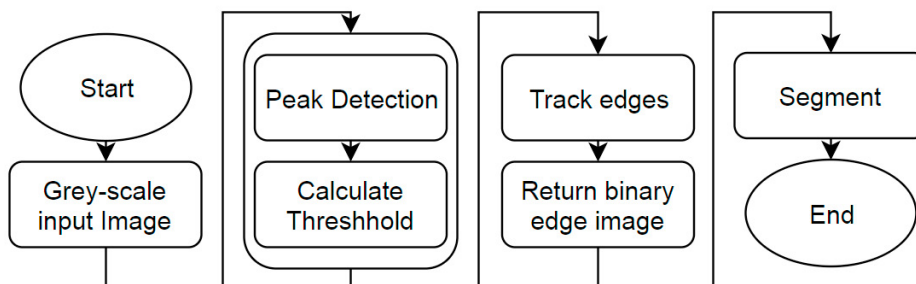 Start
Grey-scale
input Image
Peak Detection
Calculate
Threshhold
Track edges
Return binary
edge image
Segment
End